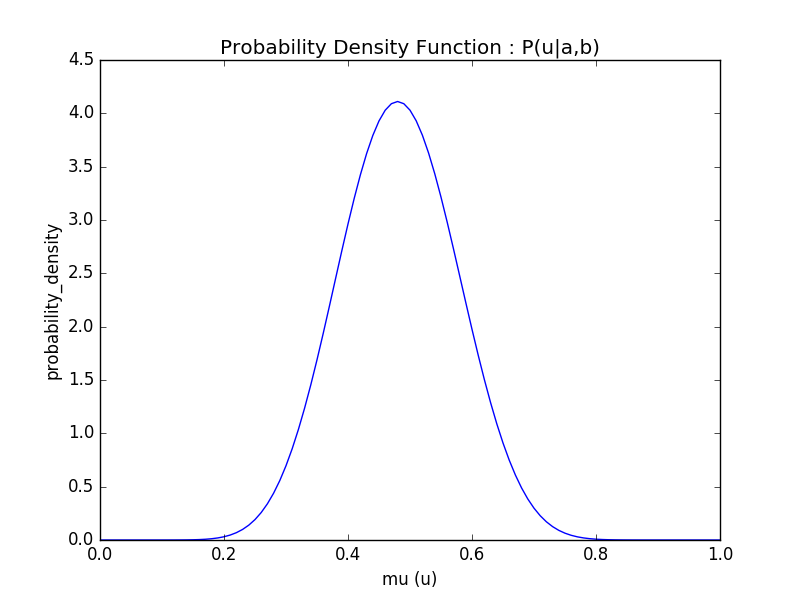 Probability Density Function : P(u|a,b)
4.5
4.0
3.5
3.0
2.5
2.0
1.5
1.0
0.5
0.0
probability_density
0.0 0.2 0.4 0.6 0.8 1.0
mu (u)